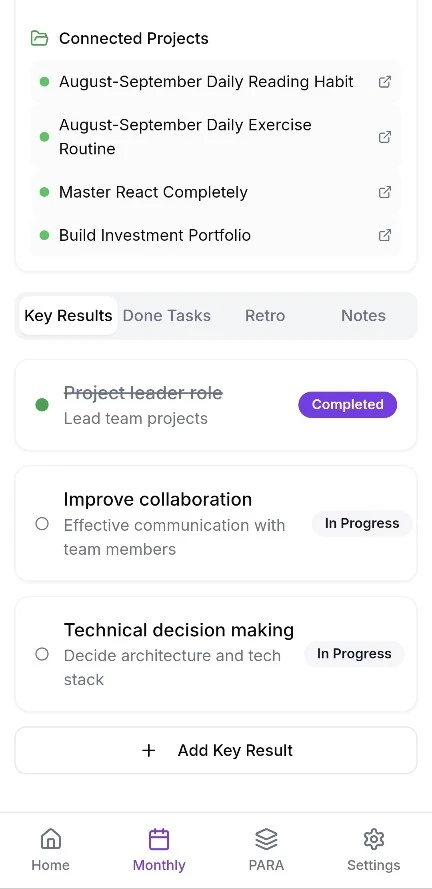 Connected Projects
August-September Daily Reading Habit
August-September Daily Exercise
Routine
Master React Completely
Build Investment Portfolio
Key Results
Done Tasks
Retro
Notes
Project leader role
Lead team projects
Completed
Improve collaboration
Effective communication with
team members
In Progress
Technical decision making
Decide architecture and tech
stack
In Progress
Add Key Result
Home
Monthly
PARA
Settings